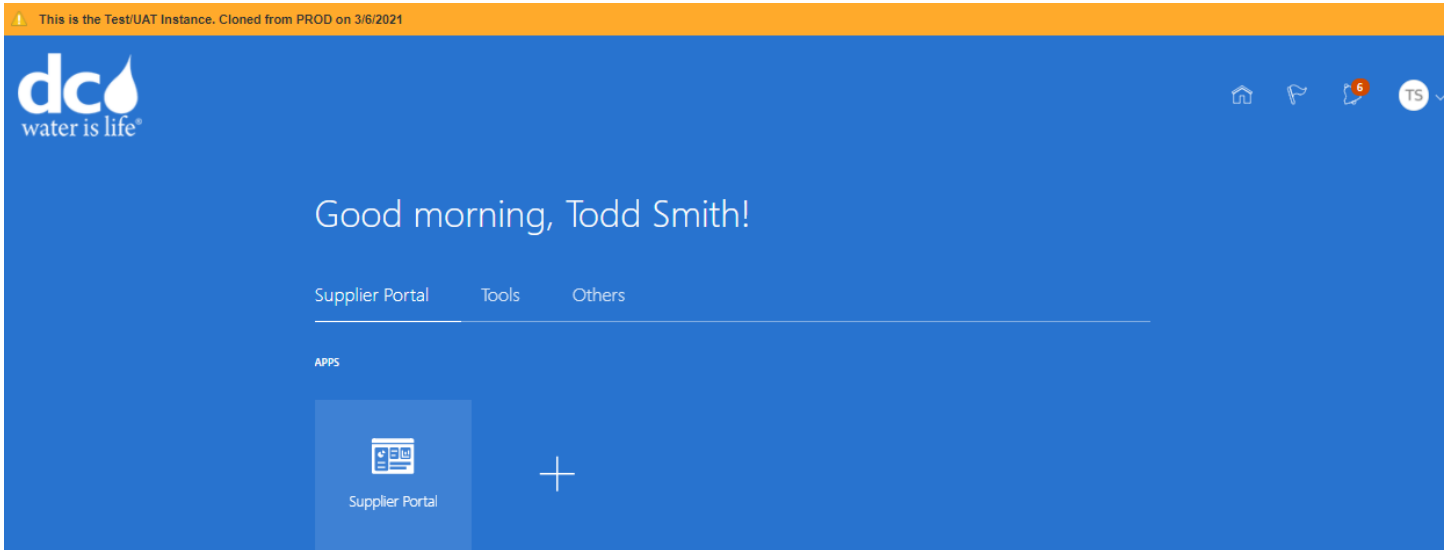 This is the Test/UAT Instance. Cloned from PROD on 3/6/2021
dc
water is life®
6
TS
Good morning, Todd Smith!
Supplier Portal Tools Others
APPS
Supplier Portal